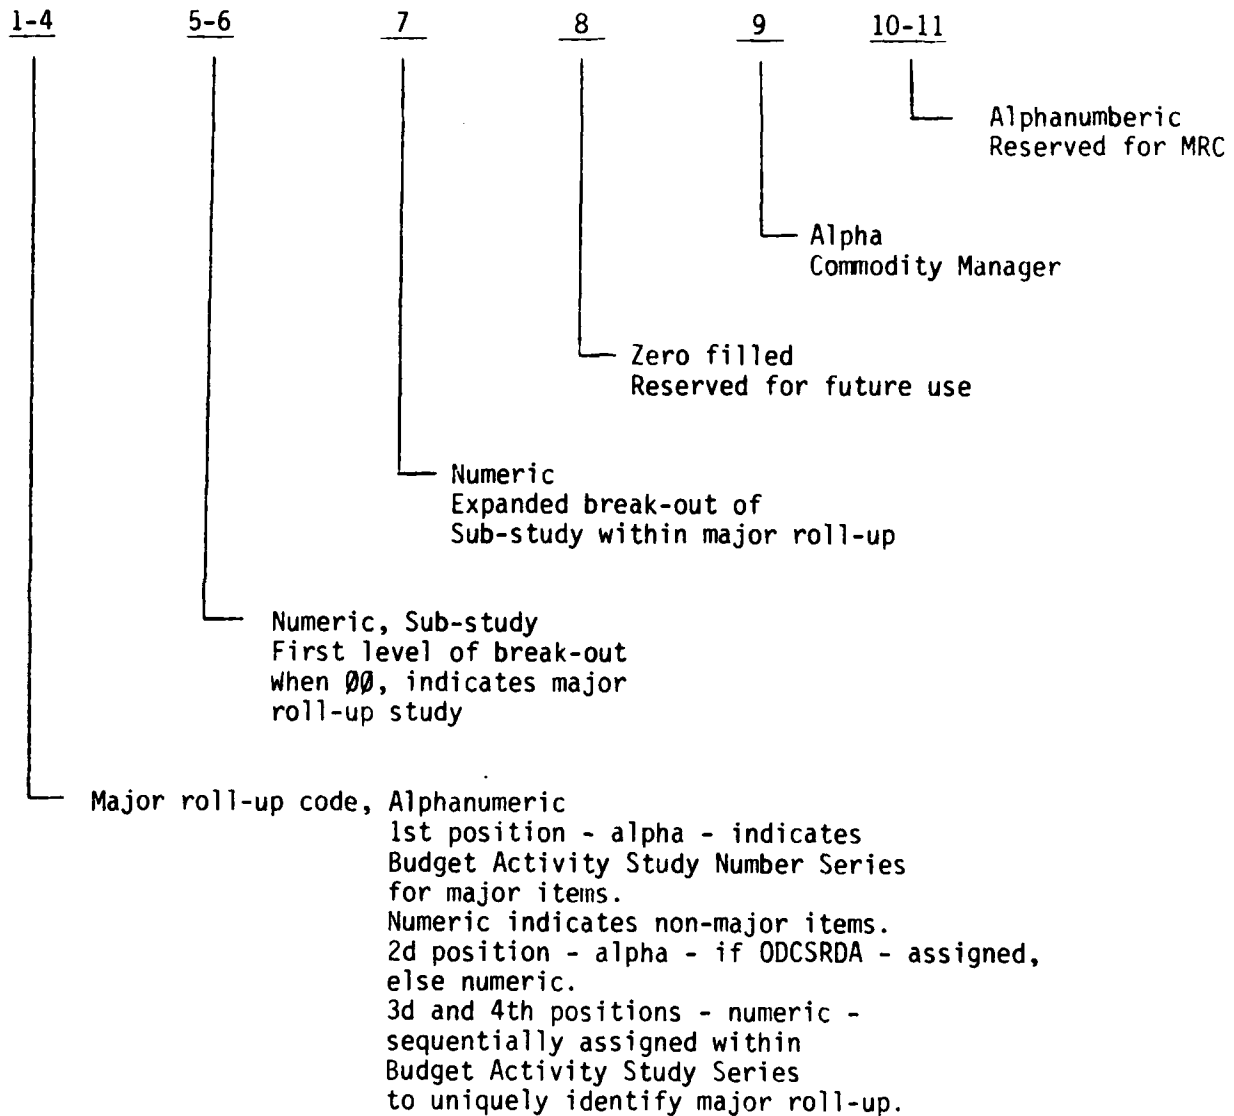 1-4 5-6 7 8 9 10-11
Alphanumberic
Reserved for MRC
Alpha
Commodity Manager
Zero filled
Reserved for future use
Numeric
Expanded break-out of
Sub-study within major roll-up
Numeric, Sub-study
First level of break-out
When 00, indicates major
roll-up study
Major roll-up code, Alphanumeric
1st position - alpha - indicates
Budget Activity Study Number Series
for major items.
Numeric indicates non-major items.
2d position - alpha - if ODCSRDA - assigned,
else numeric.
3d and 4th positions - numeric -
sequentially assigned within
Budget Activity Study Series
to uniquely identify major roll-up.